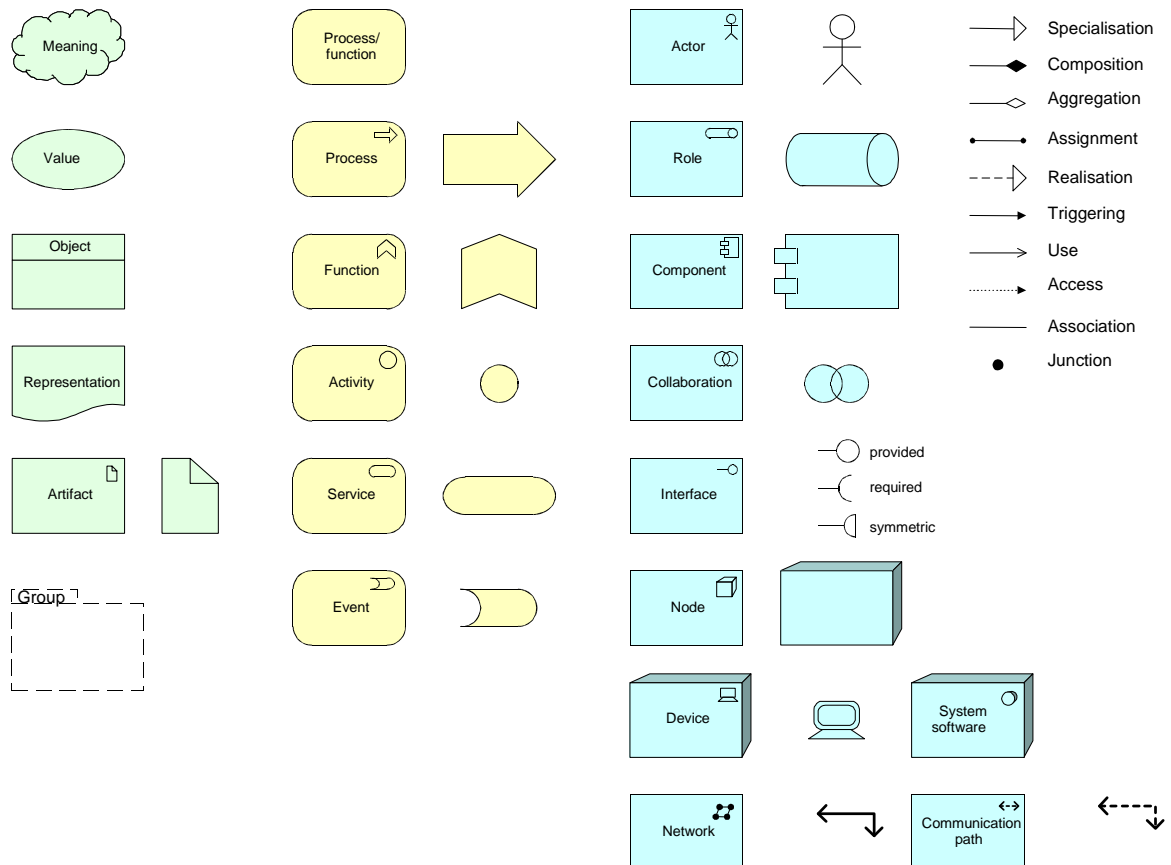 Meaning
Value
Object
Representation
Artifact
Group
Process/
function
Process
Function
Activity
Service
Event
Actor
Role
Component
Collaboration
Interface
provided
required
symmetric
Node
Device
System
software
Network
Communication
path
Specialisation
Composition
Aggregation
Assignment
Realisation
Triggering
Use
Access
Association
Junction